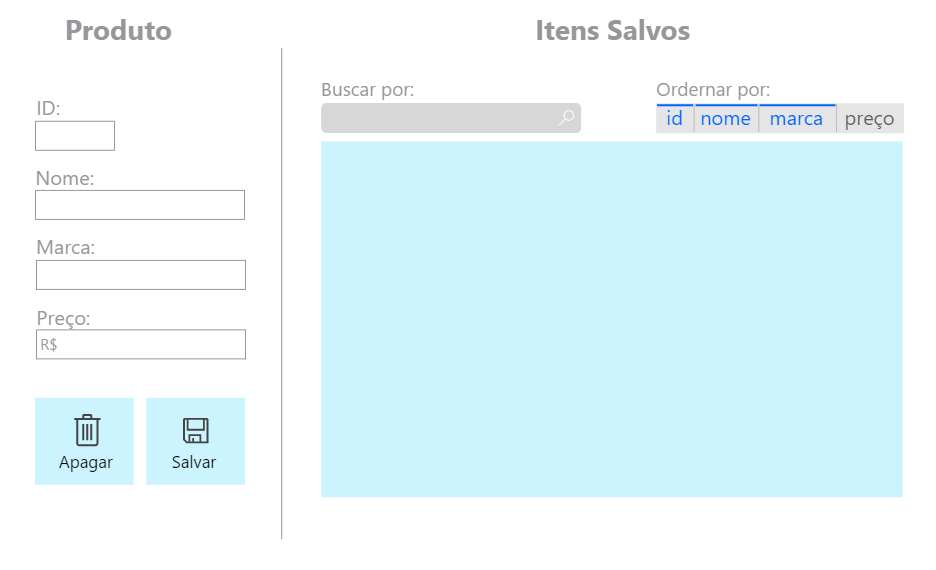 Produto
ID:
Nome:
Marca:
Preço:
R$
Apagar
Salvar
Itens Salvos
Buscar por:
Ordernar por:
id nome marca preço